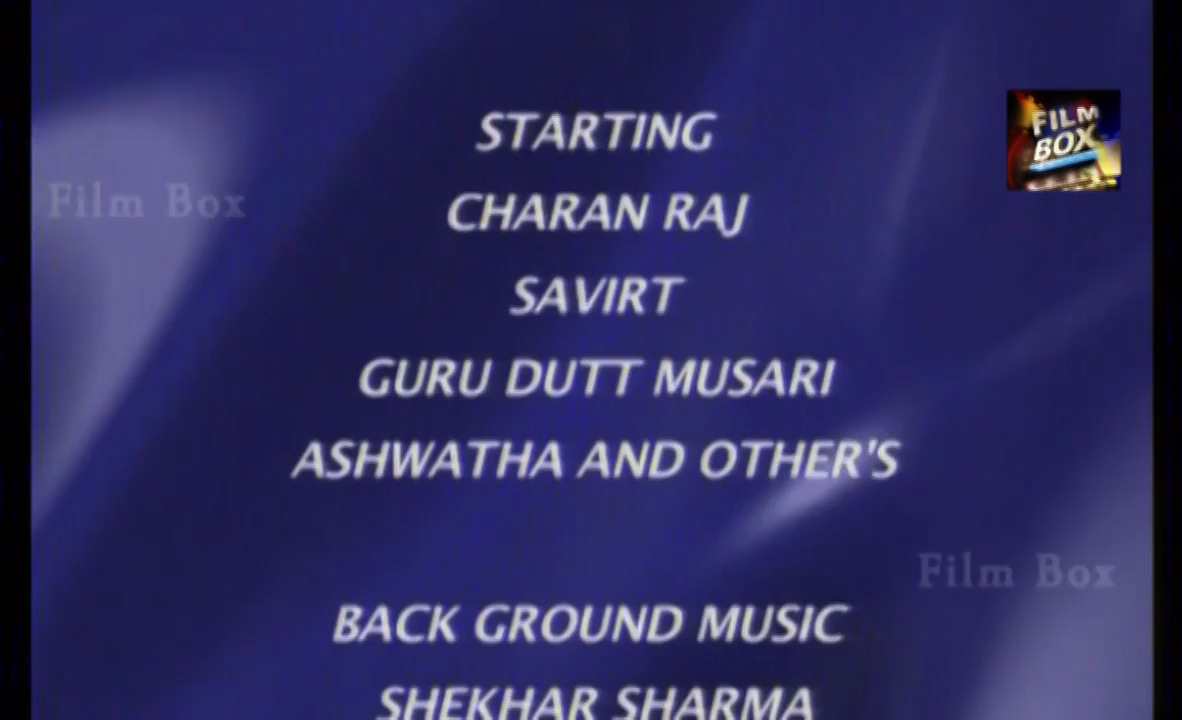 STARTING
FILM
BOX
CHARAN RAJ
Film Box
SAVIRT
GURU DUTT MUSARI
ASHWATHA AND OTHER'S
Film Box
BACK GROUND MUSIC
SHEKHAR SHARMA